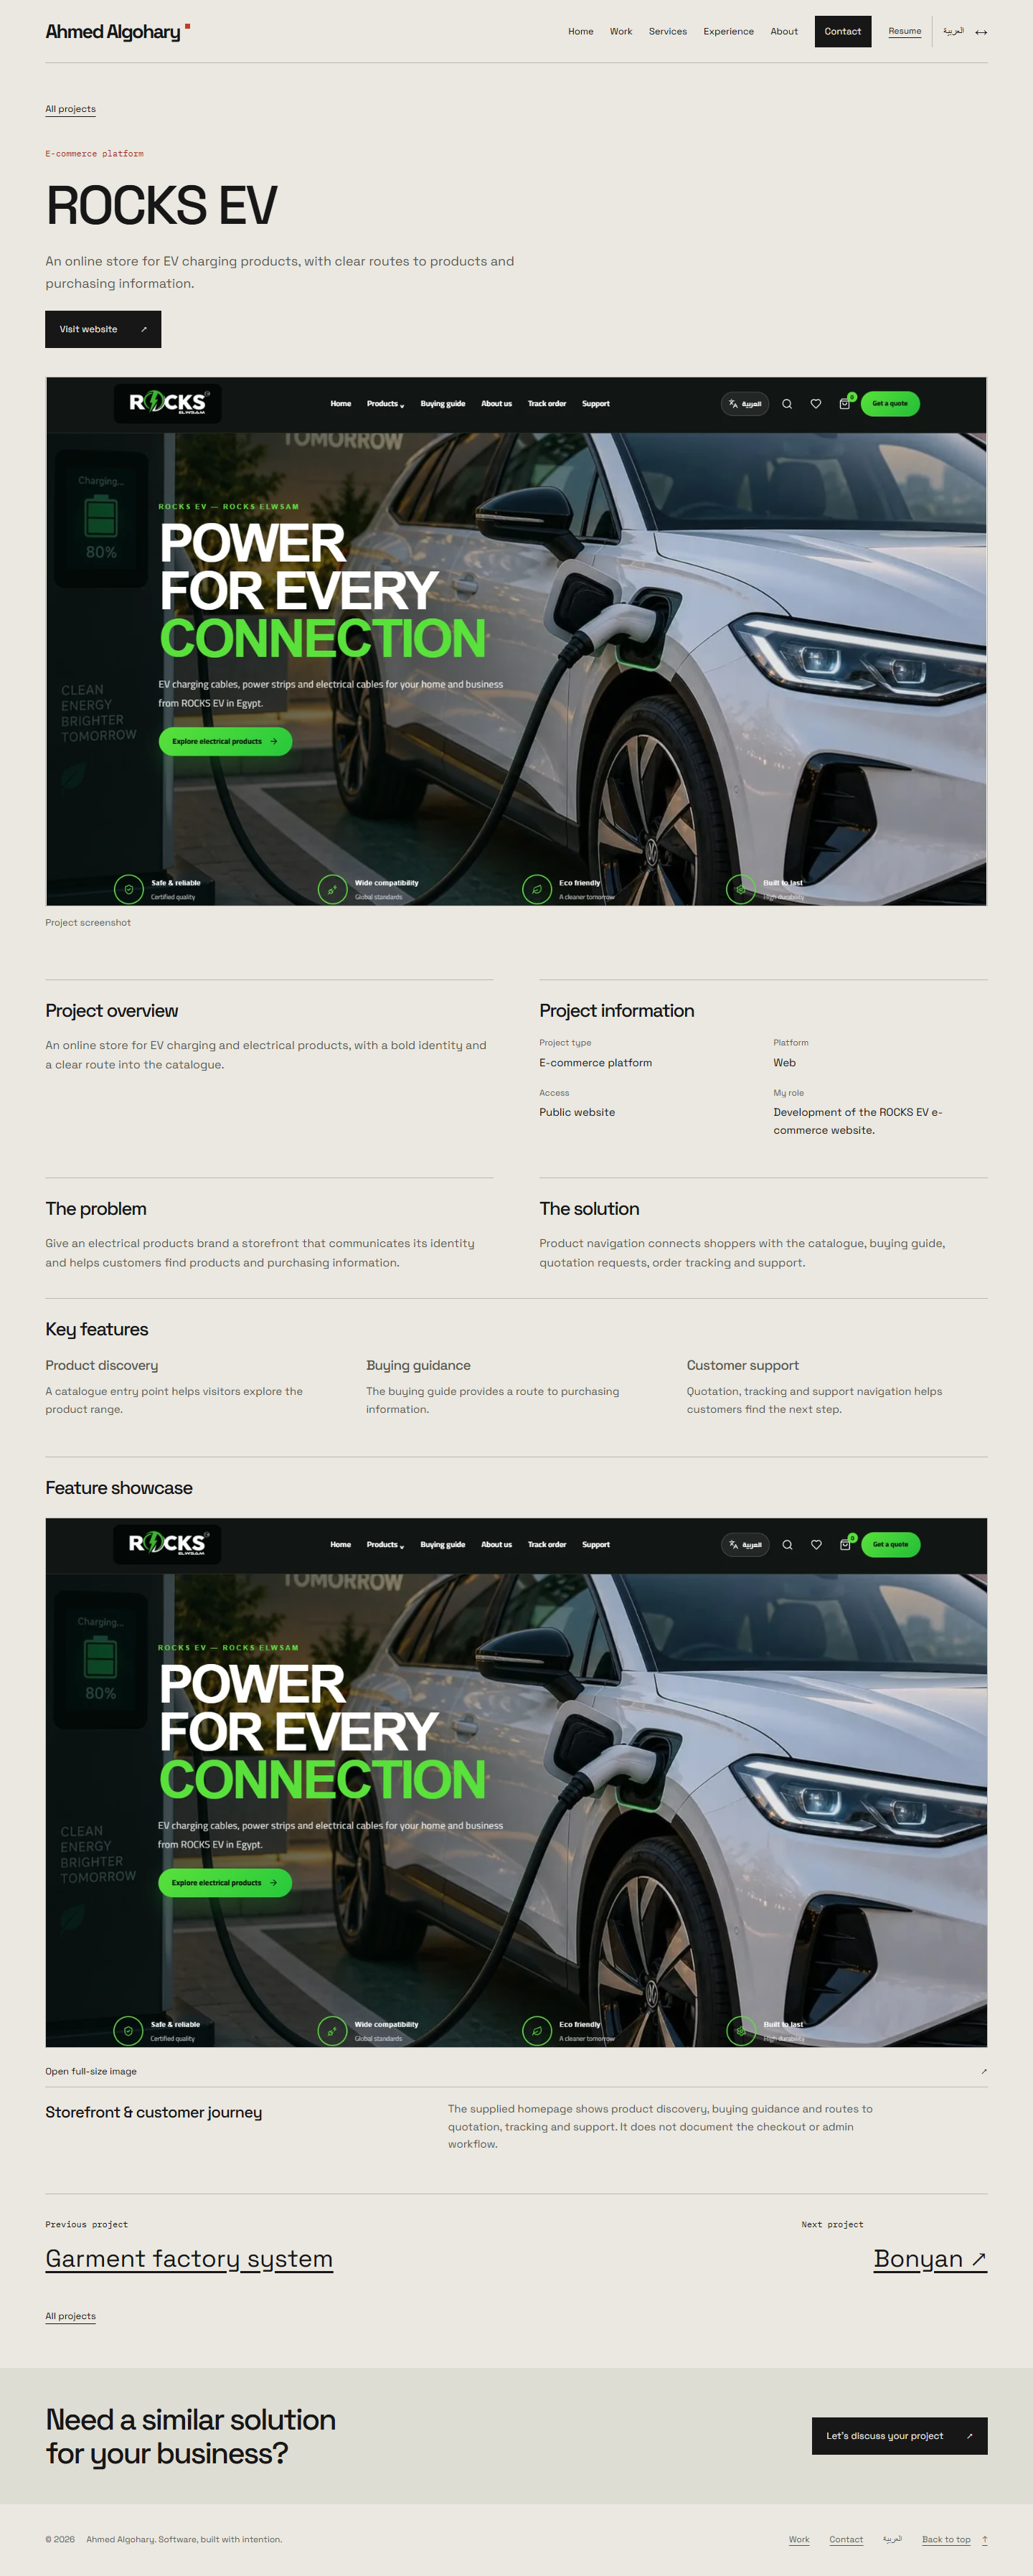 Ahmed Algohary
Home Work Services Experience About Contact Resume العربية ↔
All projects
E-commerce platform
ROCKS EV
An online store for EV charging products, with clear routes to products and
purchasing information.
Visit website ↗
ROCKS
ELWSAM
Home Products Buying guide About us Track order Support
العربية
0
Get a quote
TOMORROW
Charging...
80%
ROCKS EV — ROCKS ELWSAM
POWER
FOR EVERY
CONNECTION
CLEAN
ENERGY
BRIGHTER
TOMORROW
EV charging cables, power strips and electrical cables for your home and business
from ROCKS EV in Egypt.
Explore electrical products →
Safe & reliable Wide compatibility Eco friendly Built to last
Certified quality Global standards A cleaner tomorrow High durability
Project screenshot
Project overview
An online store for EV charging and electrical products, with a bold identity and
a clear route into the catalogue.
Project information
Project type Platform
E-commerce platform Web
Access My role
Public website Development of the ROCKS EV e-
commerce website.
The problem
Give an electrical products brand a storefront that communicates its identity
and helps customers find products and purchasing information.
The solution
Product navigation connects shoppers with the catalogue, buying guide,
quotation requests, order tracking and support.
Key features
Product discovery
A catalogue entry point helps visitors explore the
product range.
Buying guidance
The buying guide provides a route to purchasing
information.
Customer support
Quotation, tracking and support navigation helps
customers find the next step.
Feature showcase
ROCKS
ELWSAM
Home Products Buying guide About us Track order Support
العربية
0
Get a quote
TOMORROW
Charging...
80%
ROCKS EV — ROCKS ELWSAM
POWER
FOR EVERY
CONNECTION
CLEAN
ENERGY
BRIGHTER
TOMORROW
EV charging cables, power strips and electrical cables for your home and business
from ROCKS EV in Egypt.
Explore electrical products →
Safe & reliable Wide compatibility Eco friendly Built to last
Certified quality Global standards A cleaner tomorrow High durability
Open full-size image ↗
Storefront & customer journey
The supplied homepage shows product discovery, buying guidance and routes to
quotation, tracking and support. It does not document the checkout or admin
workflow.
Previous project Next project
Garment factory system Bonyan ↗
All projects
Need a similar solution
for your business?
Let's discuss your project ↗
© 2026 Ahmed Algohary. Software, built with intention.
Work Contact العربية Back to top ↑